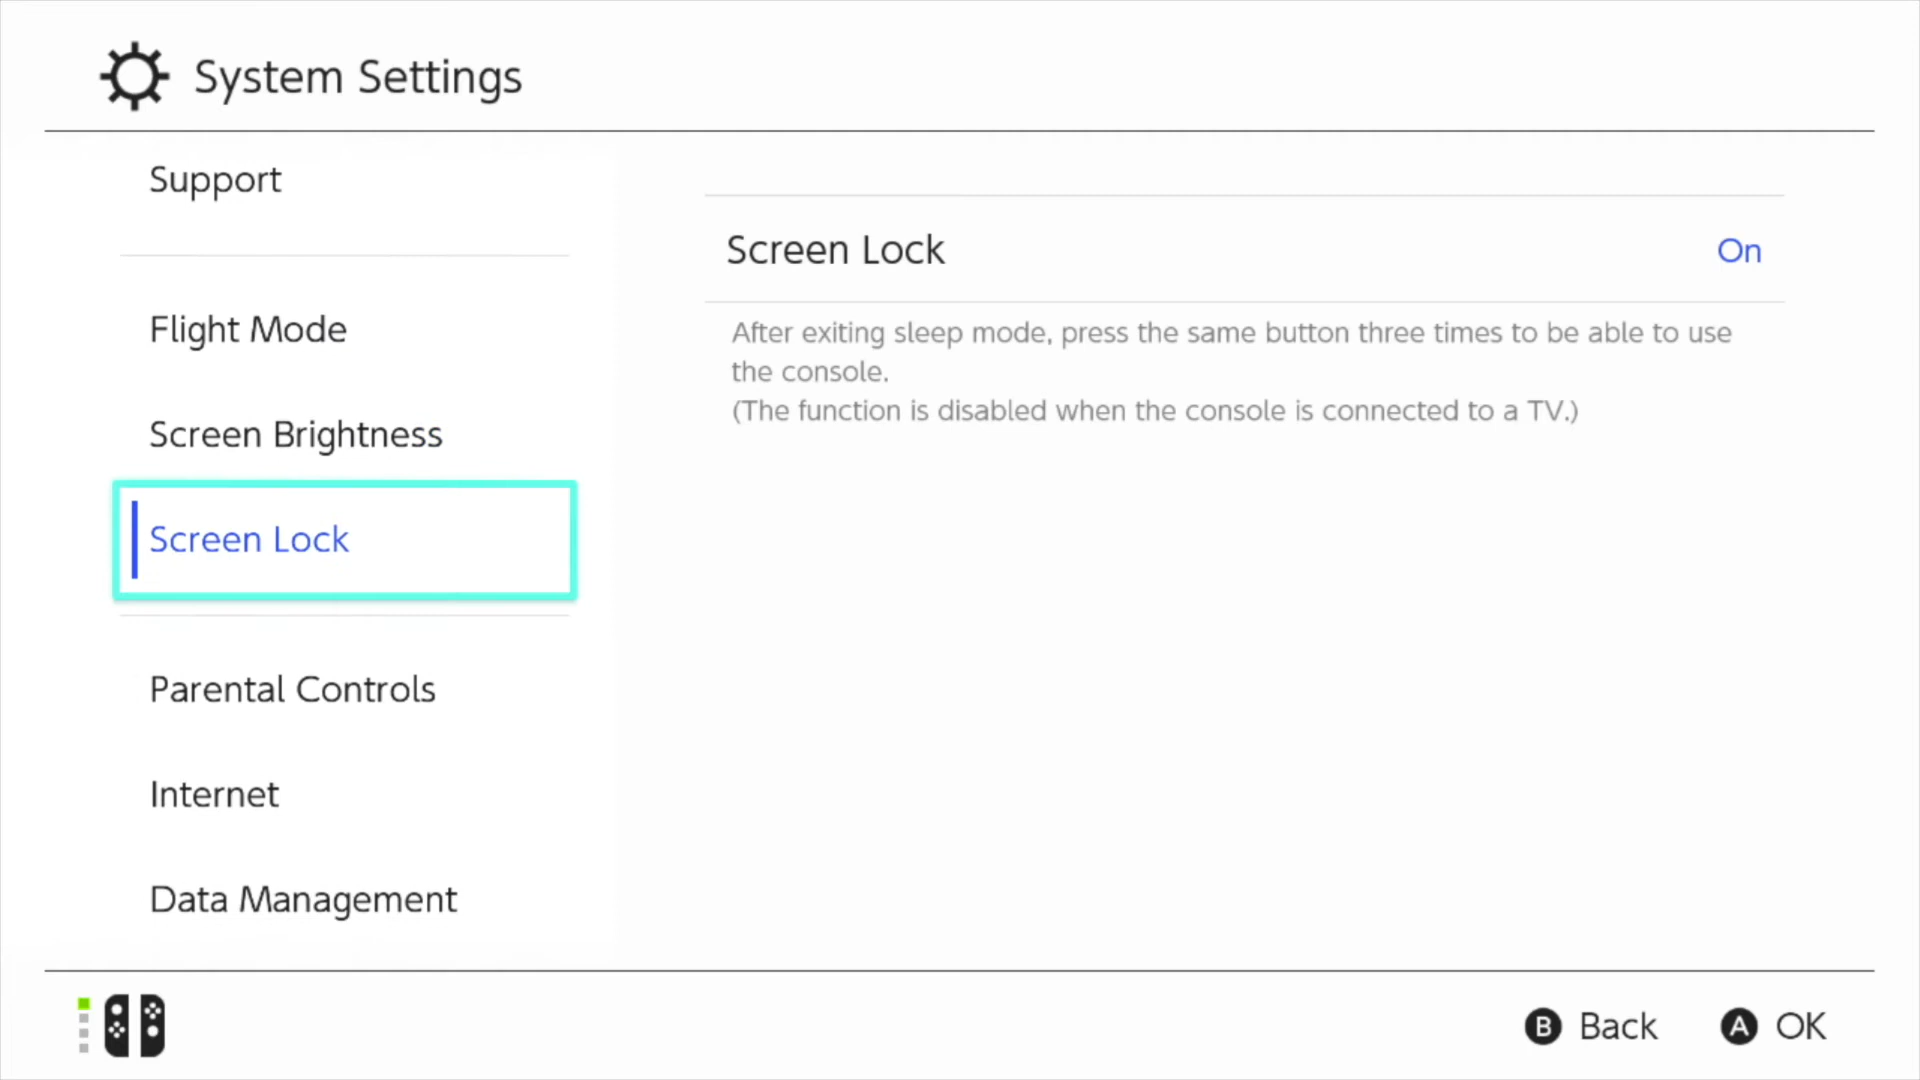 System Settings
Support
Flight Mode
Screen Brightness
Screen Lock
Parental Controls
Internet
Data Management
Screen Lock On
After exiting sleep mode, press the same button three times to be able to use
the console.
(The function is disabled when the console is connected to a TV.)
B Back A OK